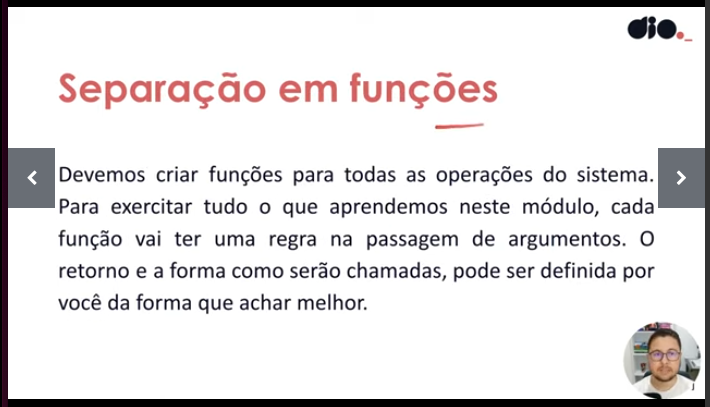 dio._
Separação em funções
Devemos criar funções para todas as operações do sistema.
Para exercitar tudo o que aprendemos neste módulo, cada
função vai ter uma regra na passagem de argumentos. O
retorno e a forma como serão chamadas, pode ser definida por
você da forma que achar melhor.